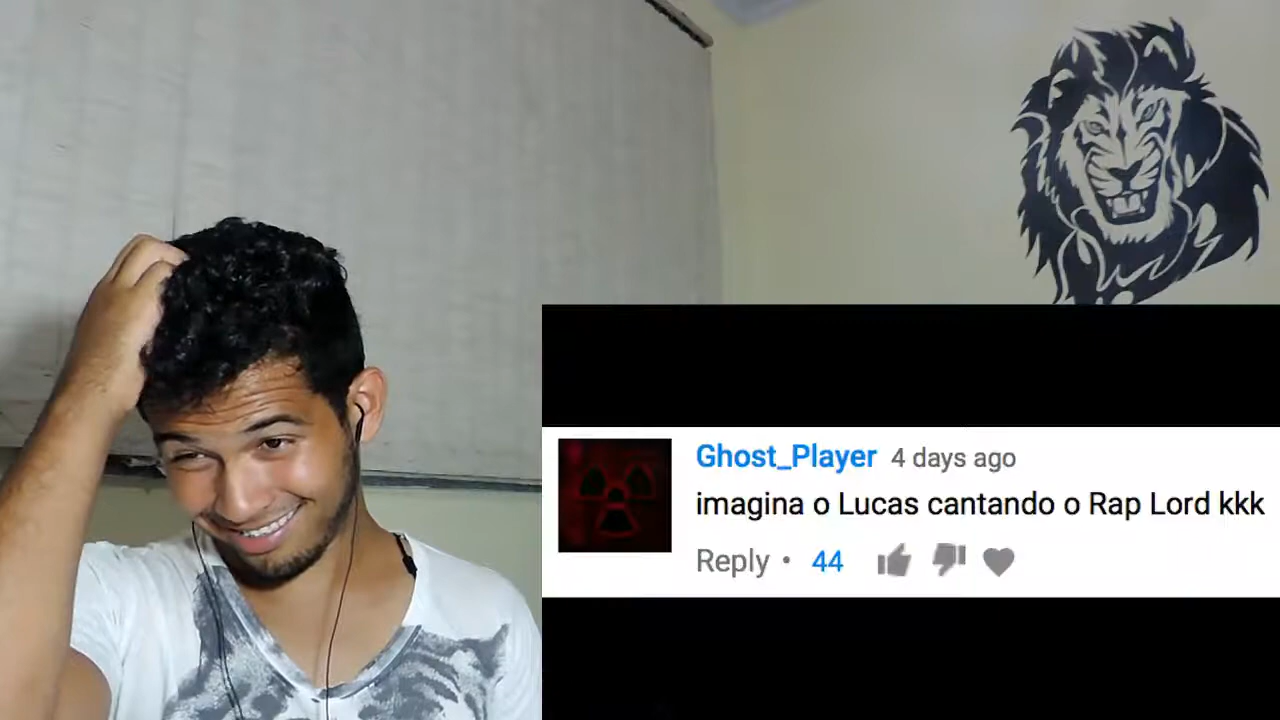 Ghost_Player 4 days ago
imagina o Lucas cantando o Rap Lord kkk
Reply • 44